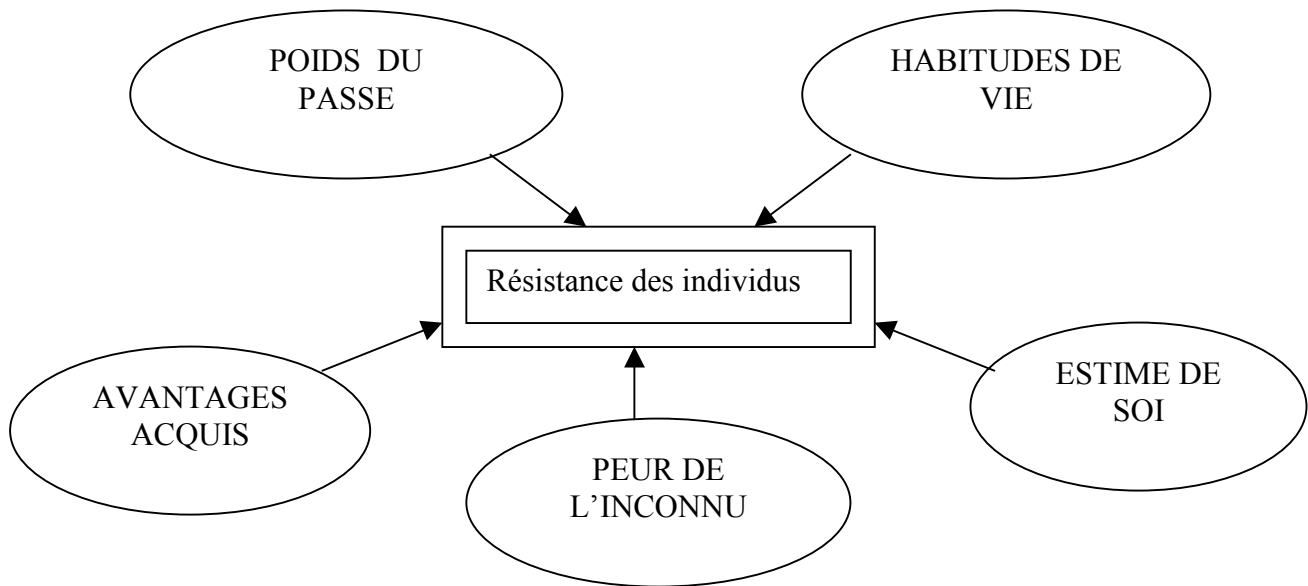 POIDS DU
PASSE
HABITUDES DE
VIE
Résistance des individus
AVANTAGES
ACQUIS
PEUR DE
L’INCONNU
ESTIME DE
SOI